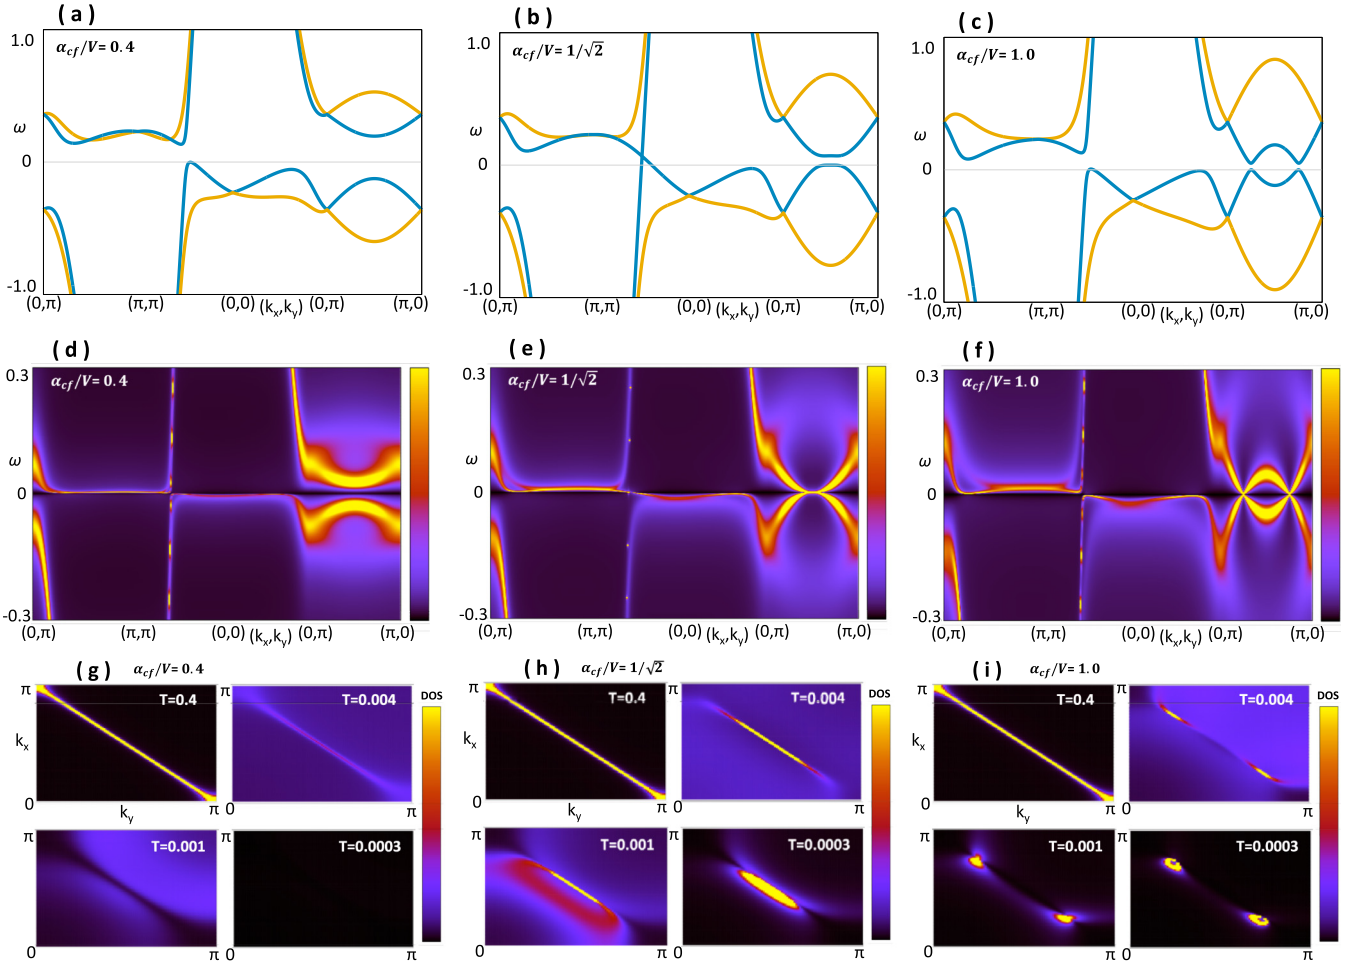 ( a )
( b )
( c )
1.0
α_cf/V= 0.4
ω
0
-1.0
(0,π) (π,π) (0,0) (k_x,k_y) (0,π) (π,0)
1.0
α_cf/V= 1/√2
ω
0
-1.0
(0,π) (π,π) (0,0) (k_x,k_y) (0,π) (π,0)
1.0
α_cf/V= 1.0
ω
0
-1.0
(0,π) (π,π) (0,0) (k_x,k_y) (0,π) (π,0)
( d )
( e )
( f )
0.3
α_cf/V= 0.4
ω
0
-0.3
(0,π) (π,π) (0,0) (k_x,k_y) (0,π) (π,0)
0.3
α_cf/V= 1/√2
ω
0
-0.3
(0,π) (π,π) (0,0) (k_x,k_y) (0,π) (π,0)
0.3
α_cf/V= 1.0
ω
0
-0.3
(0,π) (π,π) (0,0) (k_x,k_y) (0,π) (π,0)
( g ) α_cf/V= 0.4
DOS
π T=0.4 π T=0.004
k_x
0 k_y π 0 π
π T=0.001 π T=0.0003
0 π 0 π
( h ) α_cf/V= 1/√2
DOS
π T=0.4 π T=0.004
k_x
0 k_y π 0 π
π T=0.001 π T=0.0003
0 π 0 π
( i ) α_cf/V= 1.0
DOS
π T=0.4 π T=0.004
k_x
0 k_y π 0 π
π T=0.001 π T=0.0003
0 π 0 π